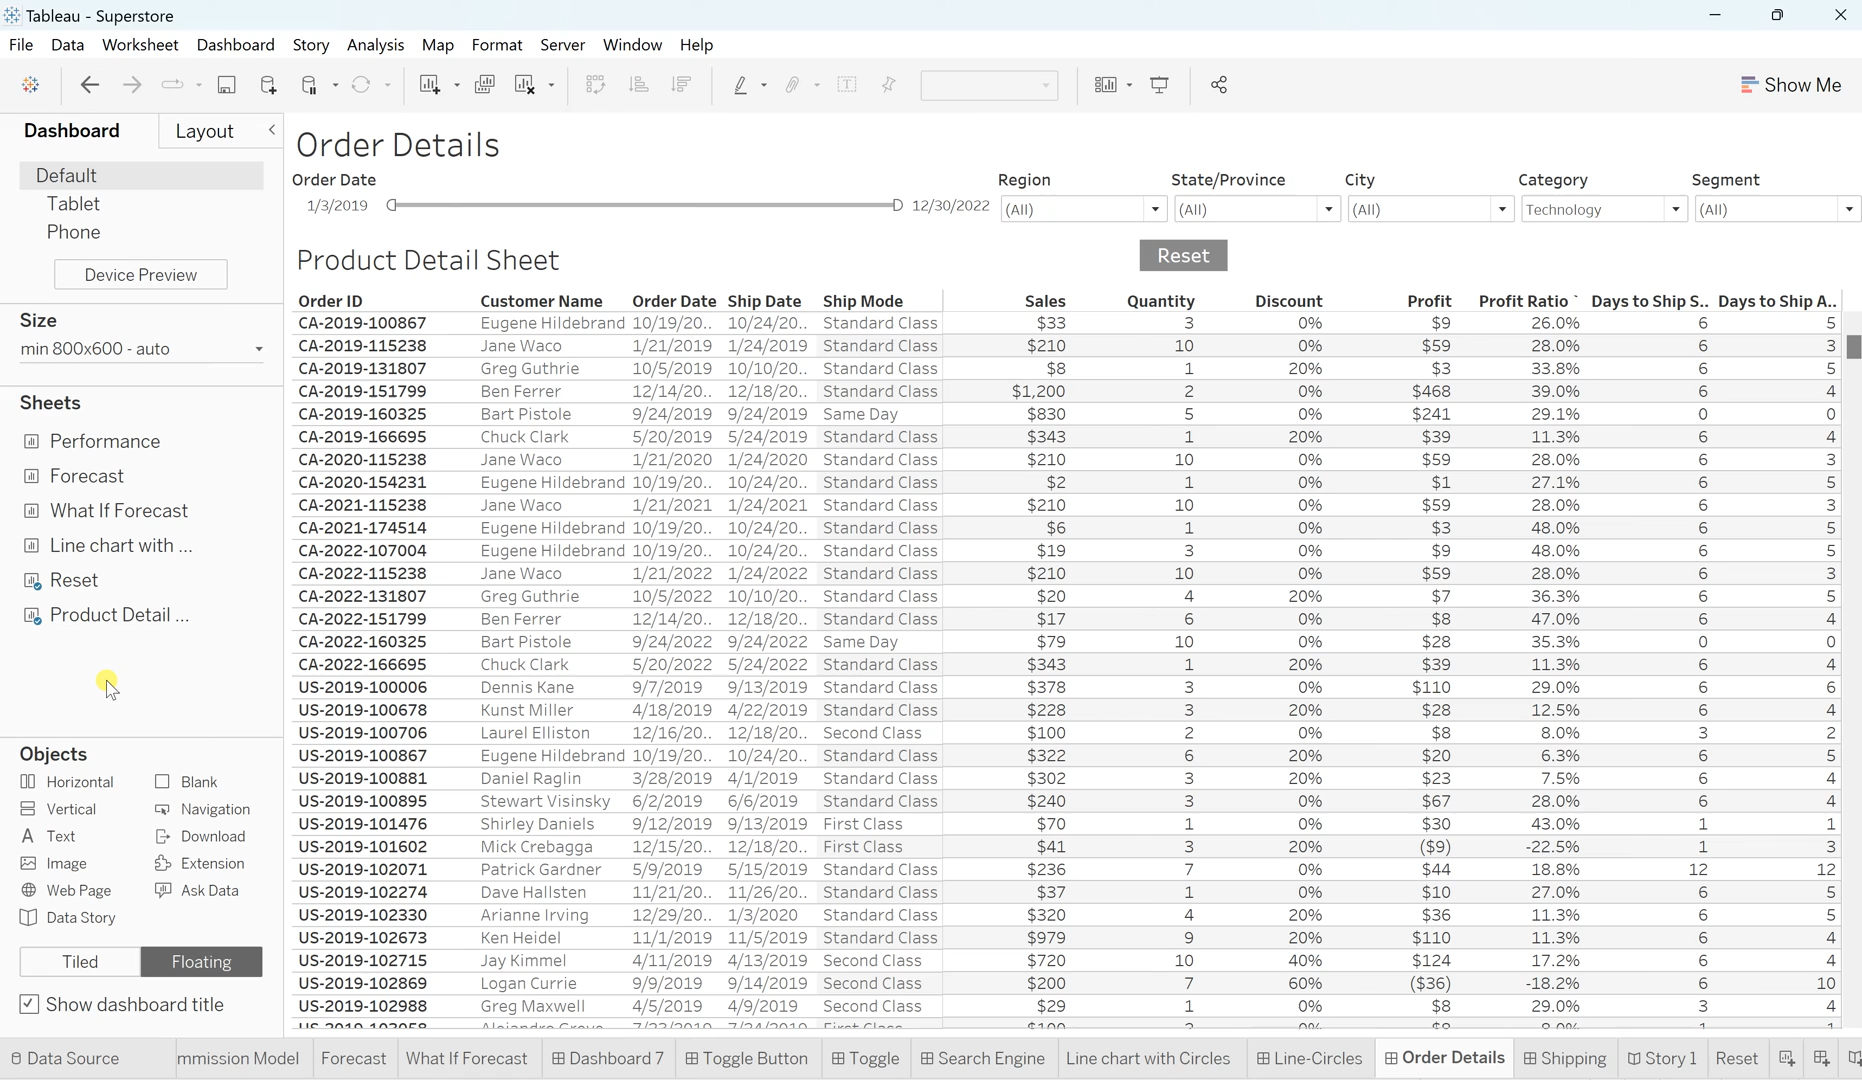 Tableau - Superstore
File Data Worksheet Dashboard Story Analysis Map Format Server Window Help
Show Me
Dashboard Layout
Default
Tablet
Phone
Device Preview
Size
min 800x600 - auto
Sheets
Performance
Forecast
What If Forecast
Line chart with ...
Reset
Product Detail ...
Objects
Horizontal Blank
Vertical Navigation
Text Download
Image Extension
Web Page Ask Data
Data Story
Tiled Floating
Show dashboard title
Order Details
Order Date Region State/Province City Category Segment
1/3/2019 12/30/2022 (All) (All) (All) Technology (All)
Product Detail Sheet Reset
Order ID Customer Name Order Date Ship Date Ship Mode Sales Quantity Discount Profit Profit Ratio Days to Ship S.. Days to Ship A..
CA-2019-100867 Eugene Hildebrand 10/19/20.. 10/24/20.. Standard Class $33 3 0% $9 26.0% 6 5
CA-2019-115238 Jane Waco 1/21/2019 1/24/2019 Standard Class $210 10 0% $59 28.0% 6 3
CA-2019-131807 Greg Guthrie 10/5/2019 10/10/20.. Standard Class $8 1 20% $3 33.8% 6 5
CA-2019-151799 Ben Ferrer 12/14/20.. 12/18/20.. Standard Class $1,200 2 0% $468 39.0% 6 4
CA-2019-160325 Bart Pistole 9/24/2019 9/24/2019 Same Day $830 5 0% $241 29.1% 0 0
CA-2019-166695 Chuck Clark 5/20/2019 5/24/2019 Standard Class $343 1 20% $39 11.3% 6 4
CA-2020-115238 Jane Waco 1/21/2020 1/24/2020 Standard Class $210 10 0% $59 28.0% 6 3
CA-2020-154231 Eugene Hildebrand 10/19/20.. 10/24/20.. Standard Class $2 1 0% $1 27.1% 6 5
CA-2021-115238 Jane Waco 1/21/2021 1/24/2021 Standard Class $210 10 0% $59 28.0% 6 3
CA-2021-174514 Eugene Hildebrand 10/19/20.. 10/24/20.. Standard Class $6 1 0% $3 48.0% 6 5
CA-2022-107004 Eugene Hildebrand 10/19/20.. 10/24/20.. Standard Class $19 3 0% $9 48.0% 6 5
CA-2022-115238 Jane Waco 1/21/2022 1/24/2022 Standard Class $210 10 0% $59 28.0% 6 3
CA-2022-131807 Greg Guthrie 10/5/2022 10/10/20.. Standard Class $20 4 20% $7 36.3% 6 5
CA-2022-151799 Ben Ferrer 12/14/20.. 12/18/20.. Standard Class $17 6 0% $8 47.0% 6 4
CA-2022-160325 Bart Pistole 9/24/2022 9/24/2022 Same Day $79 10 0% $28 35.3% 0 0
CA-2022-166695 Chuck Clark 5/20/2022 5/24/2022 Standard Class $343 1 20% $39 11.3% 6 4
US-2019-100006 Dennis Kane 9/7/2019 9/13/2019 Standard Class $378 3 0% $110 29.0% 6 6
US-2019-100678 Kunst Miller 4/18/2019 4/22/2019 Standard Class $228 3 20% $28 12.5% 6 4
US-2019-100706 Laurel Elliston 12/16/20.. 12/18/20.. Second Class $100 2 0% $8 8.0% 3 2
US-2019-100867 Eugene Hildebrand 10/19/20.. 10/24/20.. Standard Class $322 6 20% $20 6.3% 6 5
US-2019-100881 Daniel Raglin 3/28/2019 4/1/2019 Standard Class $302 3 20% $23 7.5% 6 4
US-2019-100895 Stewart Visinsky 6/2/2019 6/6/2019 Standard Class $240 3 0% $67 28.0% 6 4
US-2019-101476 Shirley Daniels 9/12/2019 9/13/2019 First Class $70 1 0% $30 43.0% 1 1
US-2019-101602 Mick Crebagga 12/15/20.. 12/18/20.. First Class $41 3 20% ($9) -22.5% 1 3
US-2019-102071 Patrick Gardner 5/9/2019 5/15/2019 Standard Class $236 7 0% $44 18.8% 12 12
US-2019-102274 Dave Hallsten 11/21/20.. 11/26/20.. Standard Class $37 1 0% $10 27.0% 6 5
US-2019-102330 Arianne Irving 12/29/20.. 1/3/2020 Standard Class $320 4 20% $36 11.3% 6 5
US-2019-102673 Ken Heidel 11/1/2019 11/5/2019 Standard Class $979 9 20% $110 11.3% 6 4
US-2019-102715 Jay Kimmel 4/11/2019 4/13/2019 Second Class $720 10 40% $124 17.2% 6 4
US-2019-102869 Logan Currie 9/9/2019 9/14/2019 Second Class $200 7 60% ($36) -18.2% 6 10
US-2019-102988 Greg Maxwell 4/5/2019 4/9/2019 Second Class $29 1 0% $8 29.0% 3 4
Data Source mmission Model Forecast What If Forecast Dashboard 7 Toggle Button Toggle Search Engine Line chart with Circles Line-Circles Order Details Shipping Story 1 Reset